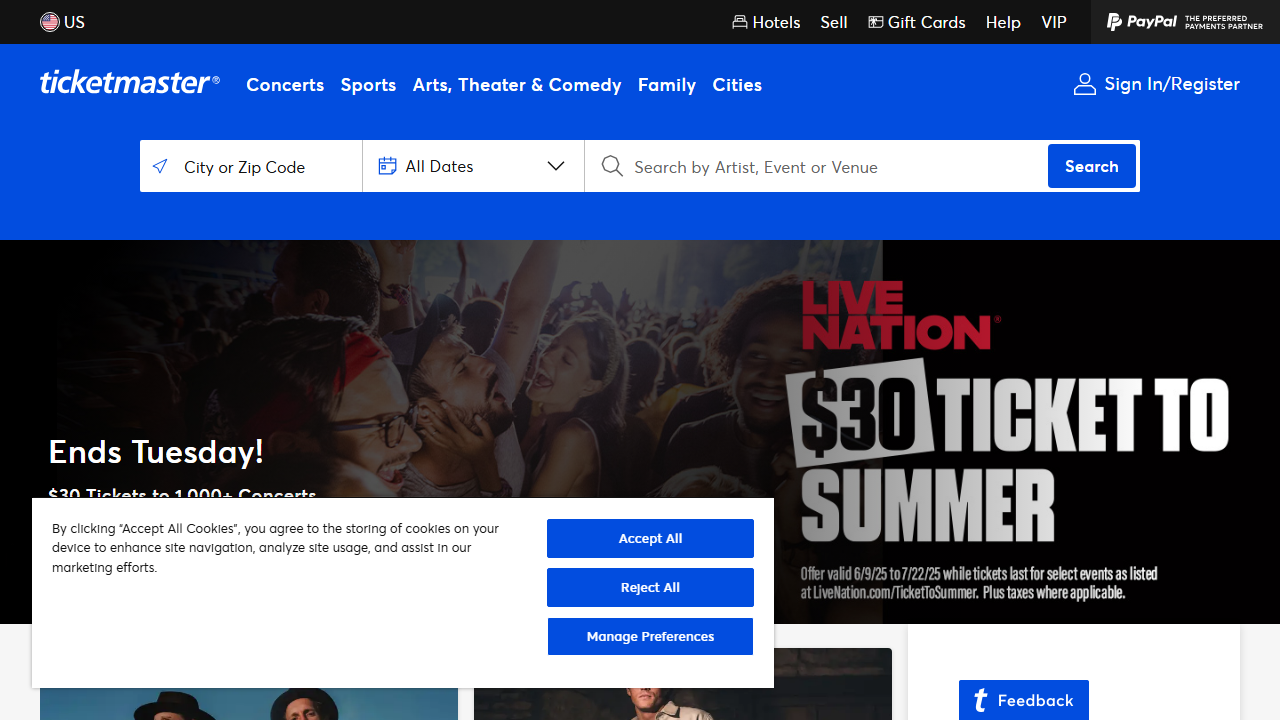 US
Hotels
Sell
Gift Cards
Help
VIP
PayPal
THE PREFERRED
PAYMENTS PARTNER
ticketmaster®
Concerts
Sports
Arts, Theater & Comedy
Family
Cities
Sign In/Register
City or Zip Code
All Dates
Search by Artist, Event or Venue
Search
LIVE
NATION®
$30 TICKET TO
SUMMER
Offer valid 6/9/25 to 7/22/25 while tickets last for select events as listed
at LiveNation.com/TicketToSummer. Plus taxes where applicable.
Ends Tuesday!
$30 Tickets to 1,000+ Concerts
By clicking “Accept All Cookies”, you agree to the storing of cookies on your
device to enhance site navigation, analyze site usage, and assist in our
marketing efforts.
Accept All
Reject All
Manage Preferences
t Feedback